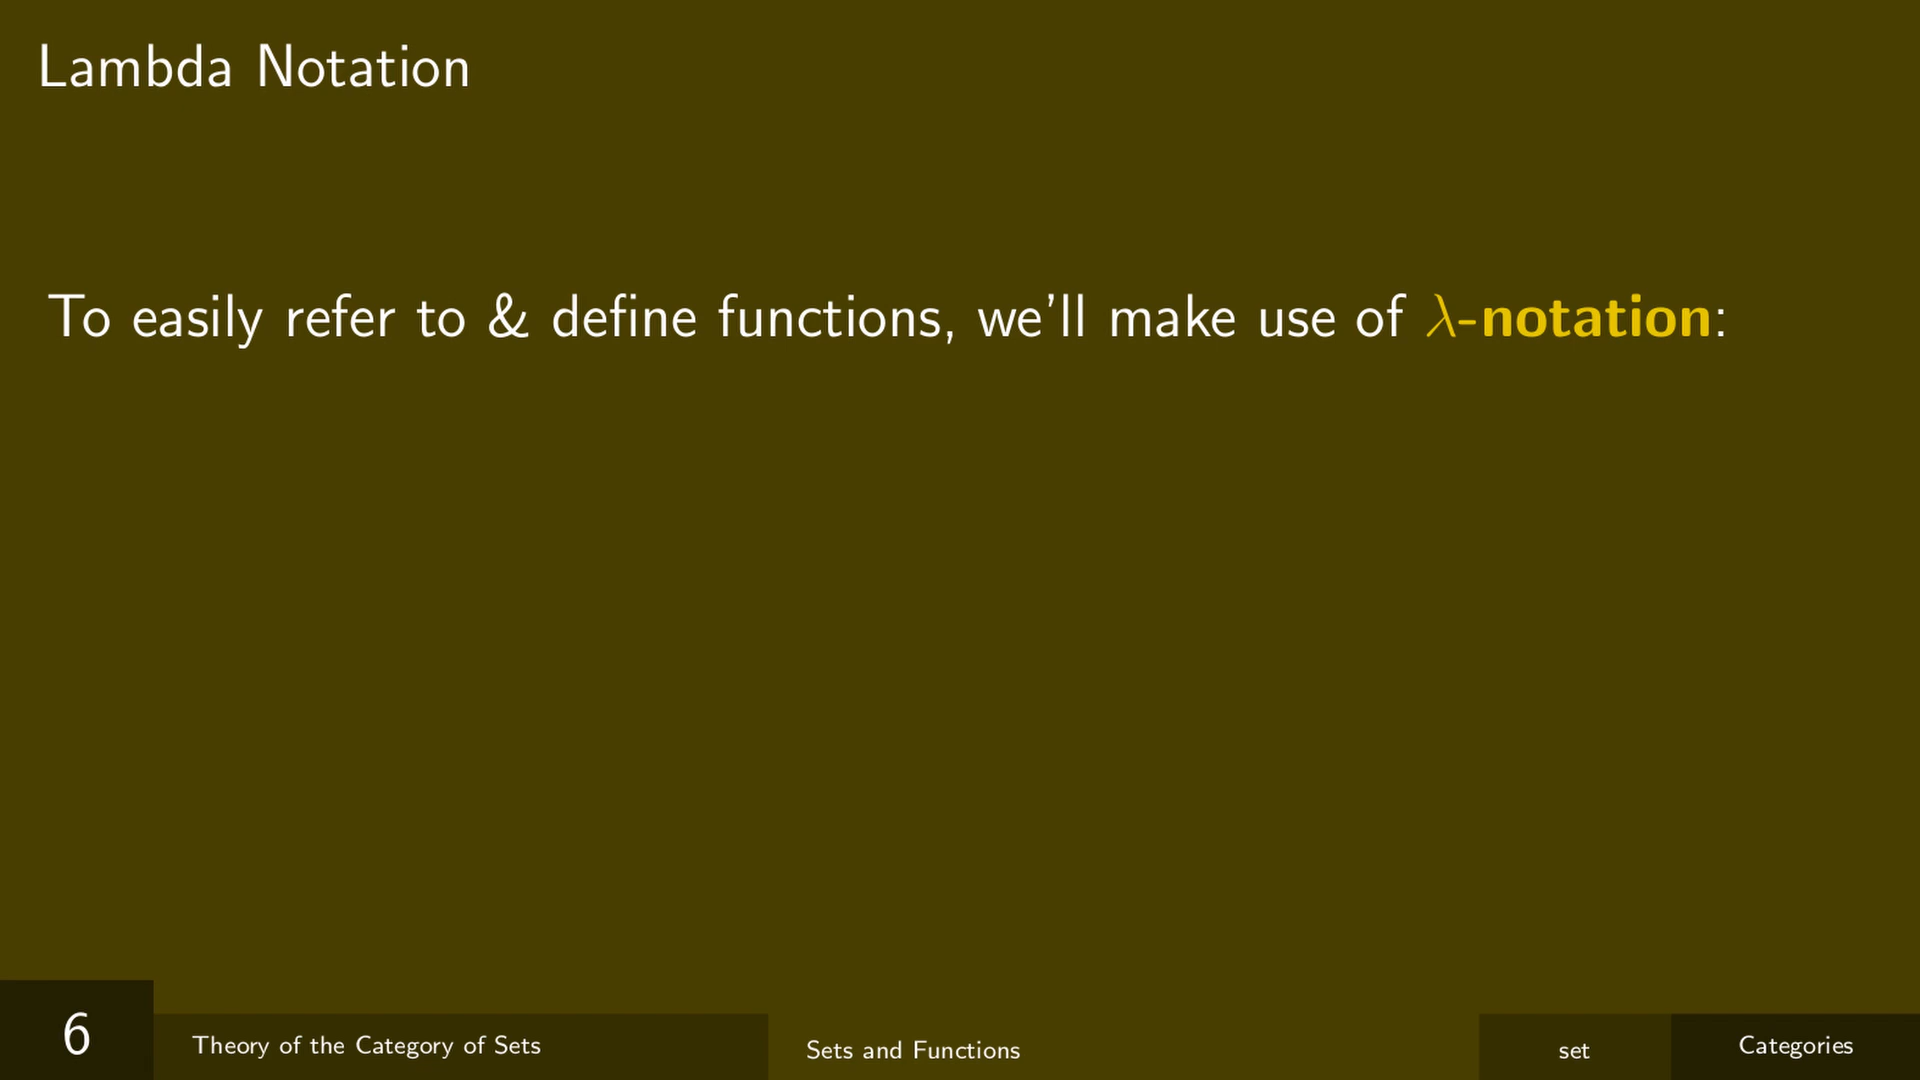 Lambda Notation
To easily refer to & define functions, we'll make use of λ-notation:
6
Theory of the Category of Sets
Sets and Functions
set
Categories